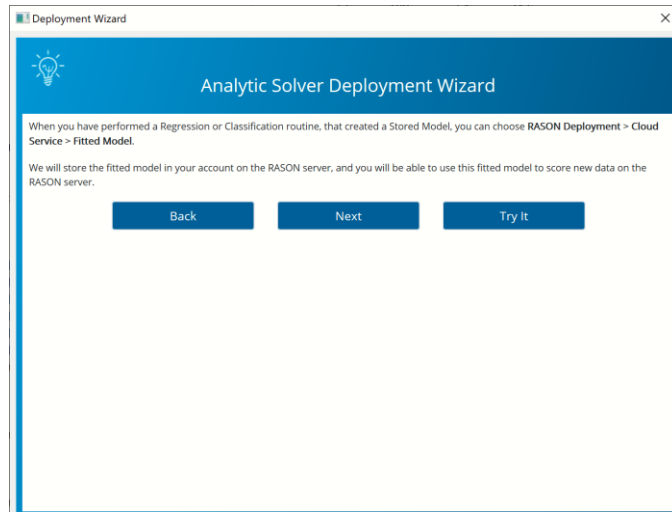 Deployment Wizard
Analytic Solver Deployment Wizard
When you have performed a Regression or Classification routine, that created a Stored Model, you can choose RASON Deployment > Cloud
Service > Fitted Model.
We will store the fitted model in your account on the RASON server, and you will be able to use this fitted model to score new data on the
RASON server.
Back Next Try It